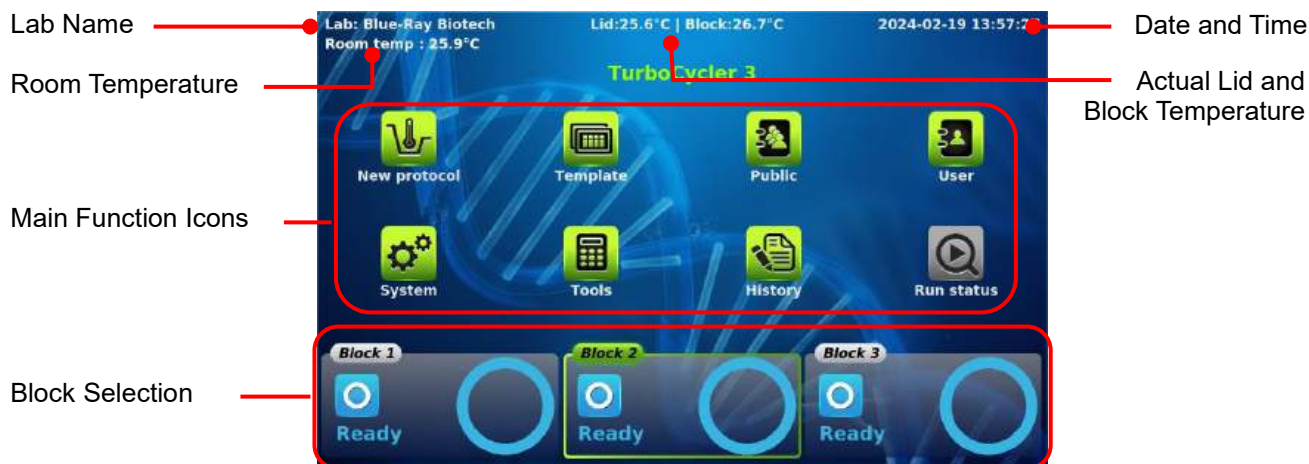 Lab Name
Lab: Blue-Ray Biotech
Lid:25.6°C | Block:26.7°C
2024-02-19 13:57:2
Date and Time
Room temp : 25.9°C
Room Temperature
TurboCycler 3
Actual Lid and
Block Temperature
New protocol
Template
Public
User
Main Function Icons
System
Tools
History
Run status
Block 1
Block 2
Block 3
Block Selection
Ready
Ready
Ready